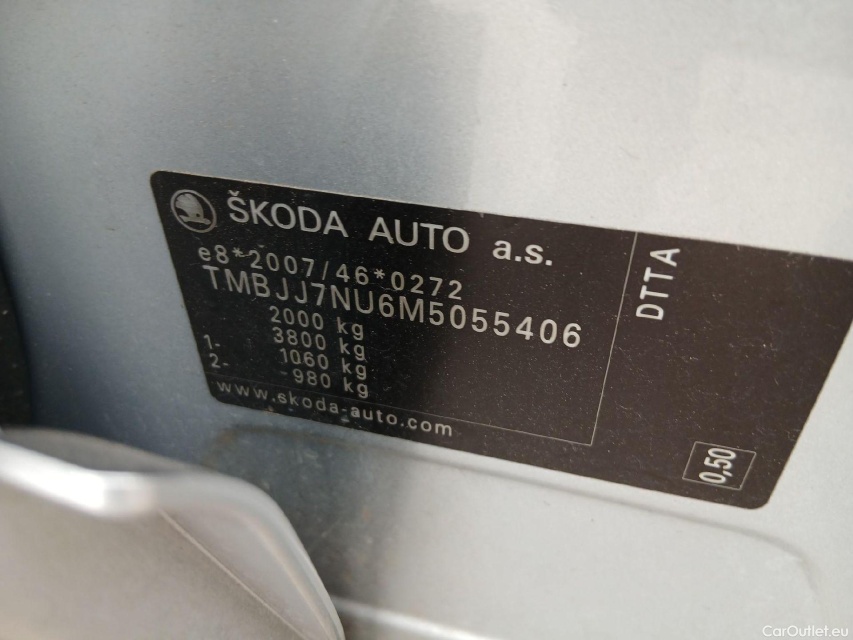 ŠKODA AUTO a.s.
e8*2007/46*0272
TMBJJ7NU6M5055406
2000 kg
3800 kg
1- 1060 kg
2- 980 kg
www.skoda-auto.com
DTTA
0,50
CarOutlet.eu